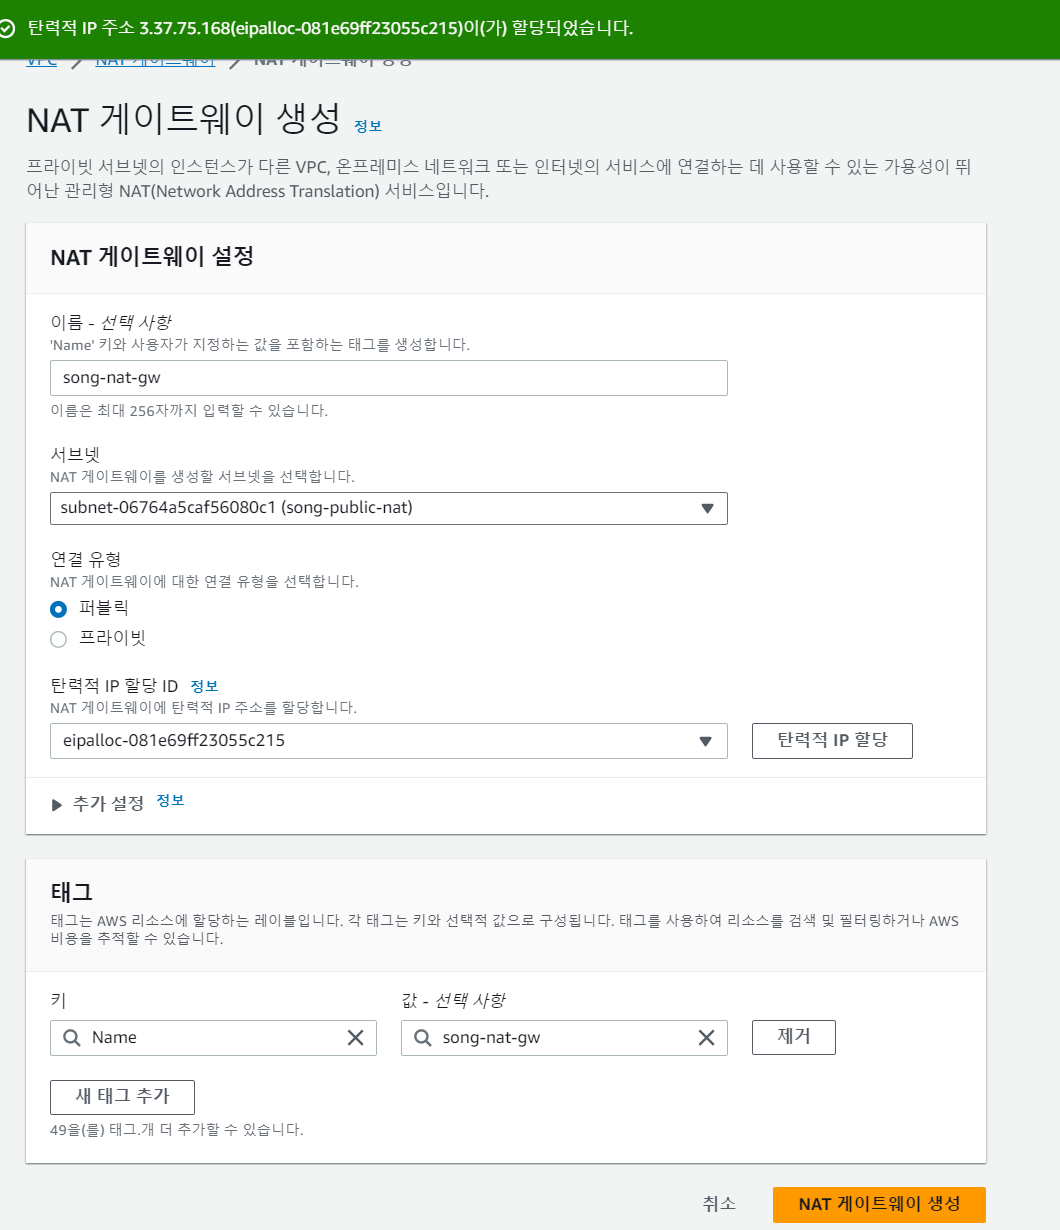 탄력적 IP 주소 3.37.75.168(eipalloc-081e69ff23055c215)이(가) 할당되었습니다.
VPC NAT 게이트웨이 NAT 게이트웨이 생성
NAT 게이트웨이 생성 정보
프라이빗 서브넷의 인스턴스가 다른 VPC, 온프레미스 네트워크 또는 인터넷의 서비스에 연결하는 데 사용할 수 있는 가용성이 뛰
어난 관리형 NAT(Network Address Translation) 서비스입니다.
NAT 게이트웨이 설정
이름 - 선택 사항
'Name' 키와 사용자가 지정하는 값을 포함하는 태그를 생성합니다.
song-nat-gw
이름은 최대 256자까지 입력할 수 있습니다.
서브넷
NAT 게이트웨이를 생성할 서브넷을 선택합니다.
subnet-06764a5caf56080c1 (song-public-nat)
연결 유형
NAT 게이트웨이에 대한 연결 유형을 선택합니다.
퍼블릭
프라이빗
탄력적 IP 할당 ID 정보
NAT 게이트웨이에 탄력적 IP 주소를 할당합니다.
eipalloc-081e69ff23055c215 탄력적 IP 할당
추가 설정 정보
태그
태그는 AWS 리소스에 할당하는 레이블입니다. 각 태그는 키와 선택적 값으로 구성됩니다. 태그를 사용하여 리소스를 검색 및 필터링하거나 AWS
비용을 추적할 수 있습니다.
키 값 - 선택 사항
Name song-nat-gw 제거
새 태그 추가
49을(를) 태그.개 더 추가할 수 있습니다.
취소 NAT 게이트웨이 생성